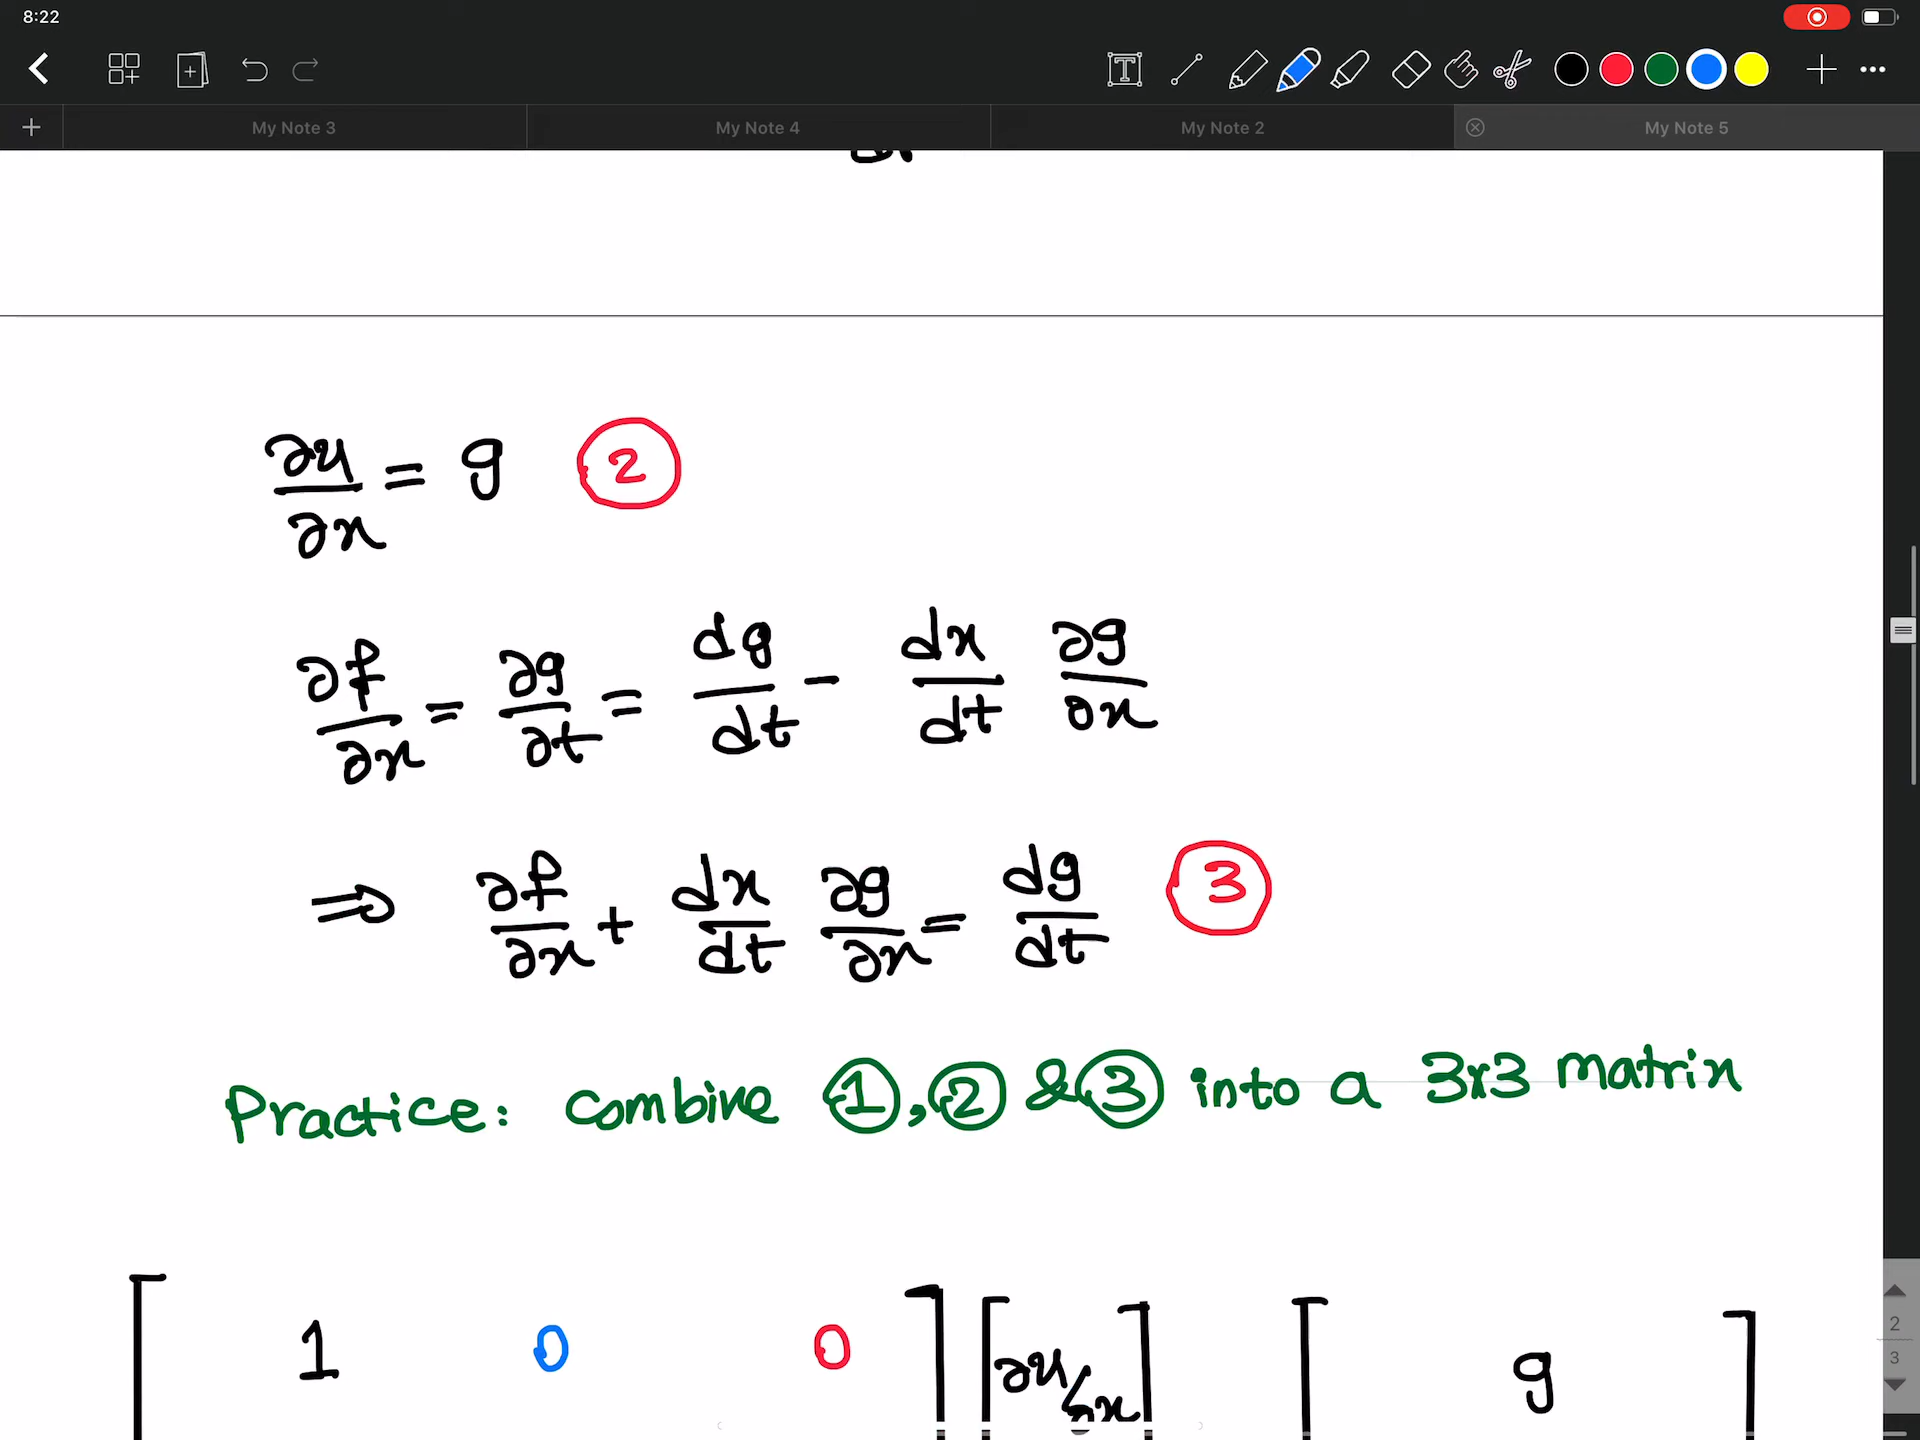 8:22
My Note 3 My Note 4 My Note 2 My Note 5
∂u/∂x = g ②
∂f/∂x = ∂g/∂t = dg/dt - dx/dt ∂g/∂x
⇒ ∂f/∂x + dx/dt ∂g/∂x = dg/dt ③
Practice: combine ①, ② & ③ into a 3x3 matrix
1 0 0 ∂u/∂x g
2
3